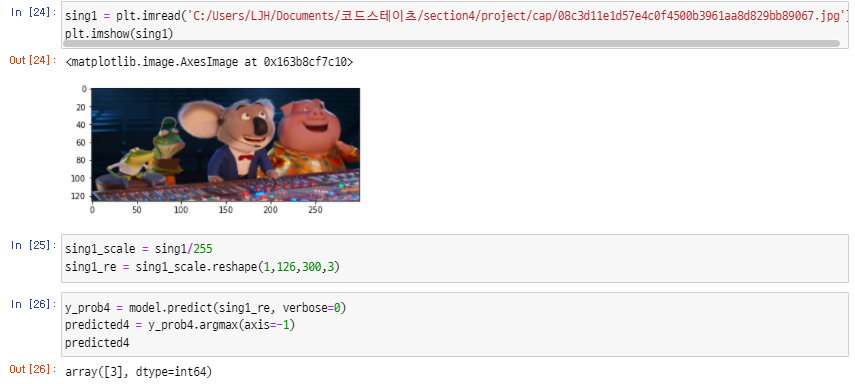 In [24]: sing1 = plt.imread('C:/Users/LJH/Documents/코드스테이츠/section4/project/cap/08c3d11e1d57e4c0f4500b3961aa8d829bb89067.jpg')
plt.imshow(sing1)
Out[24]: <matplotlib.image.AxesImage at 0x163b8cf7c10>
0
20
40
60
80
100
120
0 50 100 150 200 250
In [25]: sing1_scale = sing1/255
sing1_re = sing1_scale.reshape(1,126,300,3)
In [26]: y_prob4 = model.predict(sing1_re, verbose=0)
predicted4 = y_prob4.argmax(axis=-1)
predicted4
Out[26]: array([3], dtype=int64)